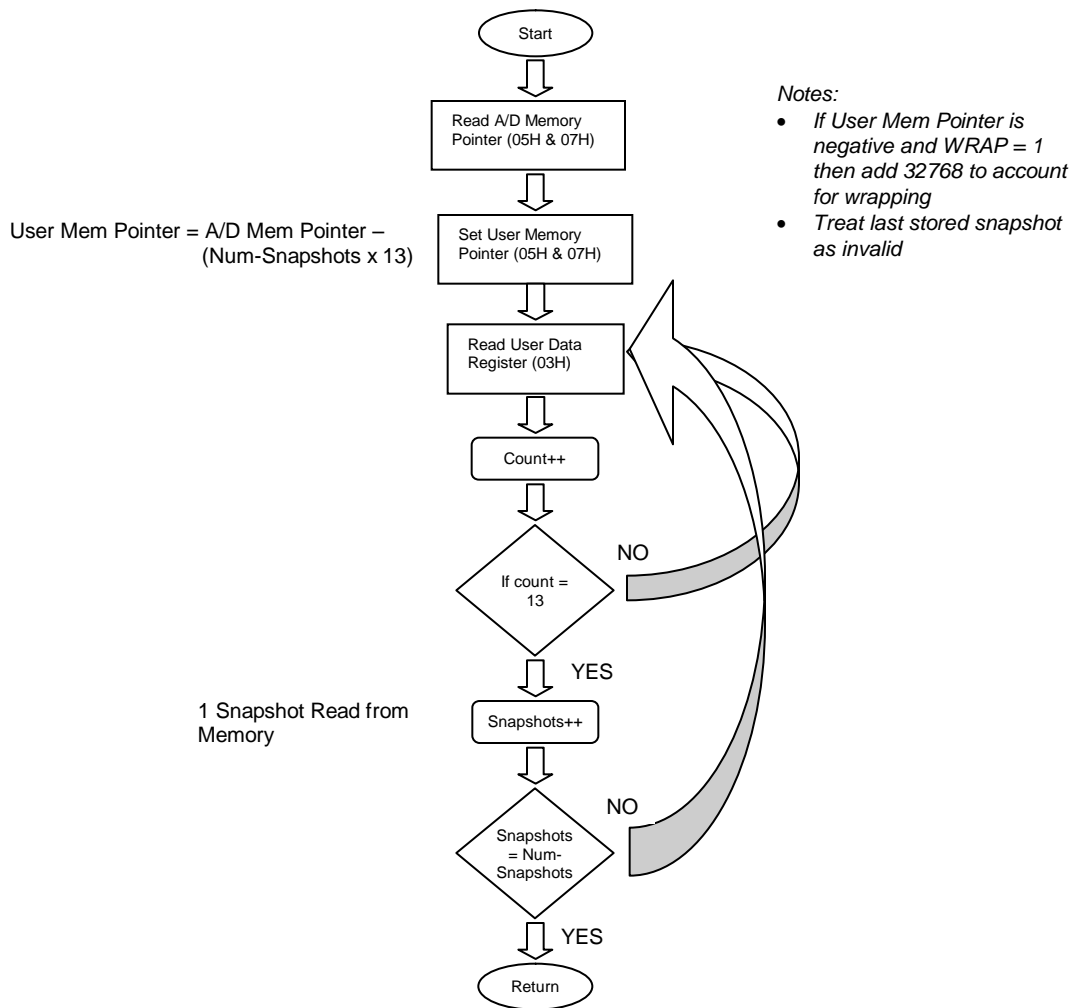 Start
Read A/D Memory
Pointer (05H & 07H)
Notes:
• If User Mem Pointer is
negative and WRAP = 1
then add 32768 to account
for wrapping
• Treat last stored snapshot
as invalid
User Mem Pointer = A/D Mem Pointer –
(Num-Snapshots x 13)
Set User Memory
Pointer (05H & 07H)
Read User Data
Register (03H)
Count++
If count =
13
NO
YES
1 Snapshot Read from
Memory
Snapshots++
Snapshots
= Num-
Snapshots
NO
YES
Return